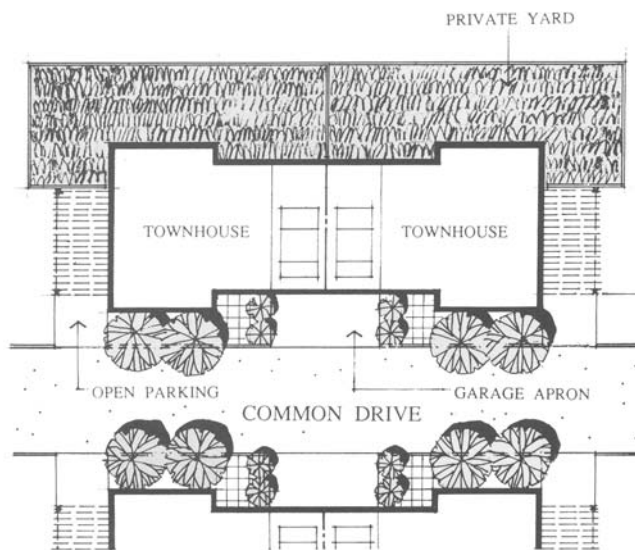 PRIVATE YARD
TOWNHOUSE
TOWNHOUSE
OPEN PARKING
GARAGE APRON
COMMON DRIVE